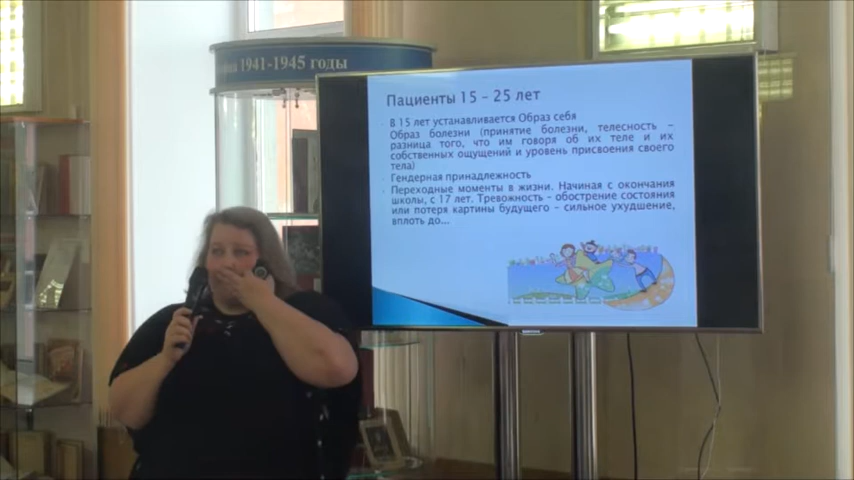 1941-1945 годы
Пациенты 15 – 25 лет
В 15 лет устанавливается Образ себя
Образ болезни (принятие болезни, телесность –
разница того, что им говоря об их теле и их
собственных ощущений и уровень присвоения своего
тела)
Гендерная принадлежность
Переходные моменты в жизни. Начиная с окончания
школы, с 17 лет. Тревожность – обострение состояния
или потеря картины будущего – сильное ухудшение,
вплоть до...